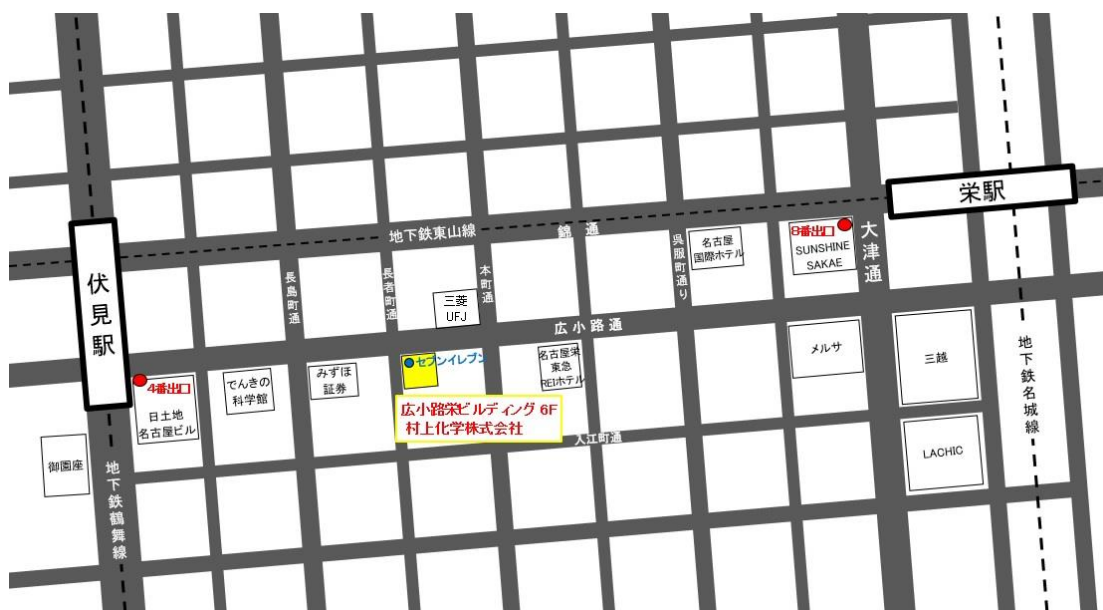 栄駅
地下鉄東山線
錦通
呉服町通り
名古屋
国際ホテル
8番出口
SUNSHINE
SAKAE
大津通
伏見駅
長島町通
長者町通
本町通
三菱
UFJ
広小路通
メルサ
三越
地下鉄名城線
4番出口
日土地
名古屋ビル
でんきの
科学館
みずほ
証券
セブンイレブン
名古屋栄
東急
REIホテル
広小路栄ビルディング 6F
村上化学株式会社
入江町通
御園座
地下鉄鶴舞線
LACHIC